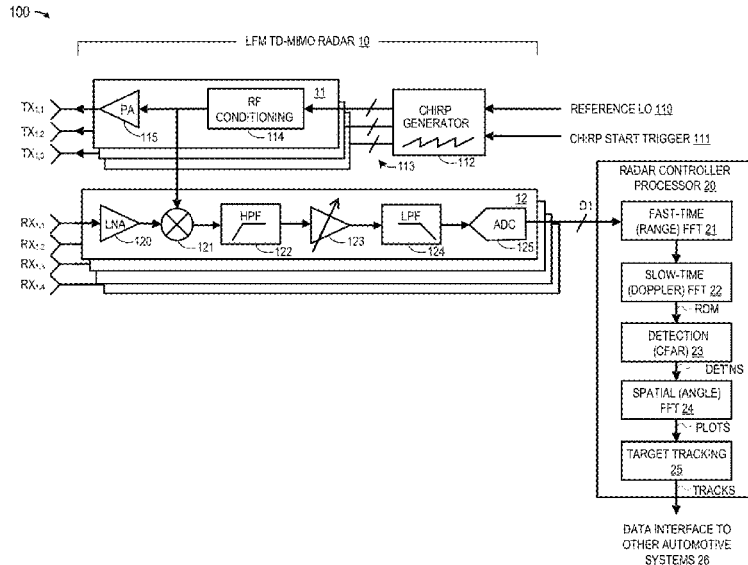 100
LFM TD-MIMO RADAR 10
TX1,1
TX1,2
TX1,3
PA
115
RF
CONDITIONING
114
11
CHIRP
GENERATOR
112
113
REFERENCE LO 110
CHIRP START TRIGGER 111
RX1,1
RX1,2
RX1,3
RX1,4
LNA
120
121
HPF
122
123
LPF
124
12
ADC
125
D1
RADAR CONTROLLER
PROCESSOR 20
FAST-TIME
(RANGE) FFT 21
SLOW-TIME
(DOPPLER) FFT 22
RDM
DETECTION
(CFAR) 23
DET'NS
SPATIAL (ANGLE)
FFT 24
PLOTS
TARGET TRACKING
25
TRACKS
DATA INTERFACE TO
OTHER AUTOMOTIVE
SYSTEMS 26